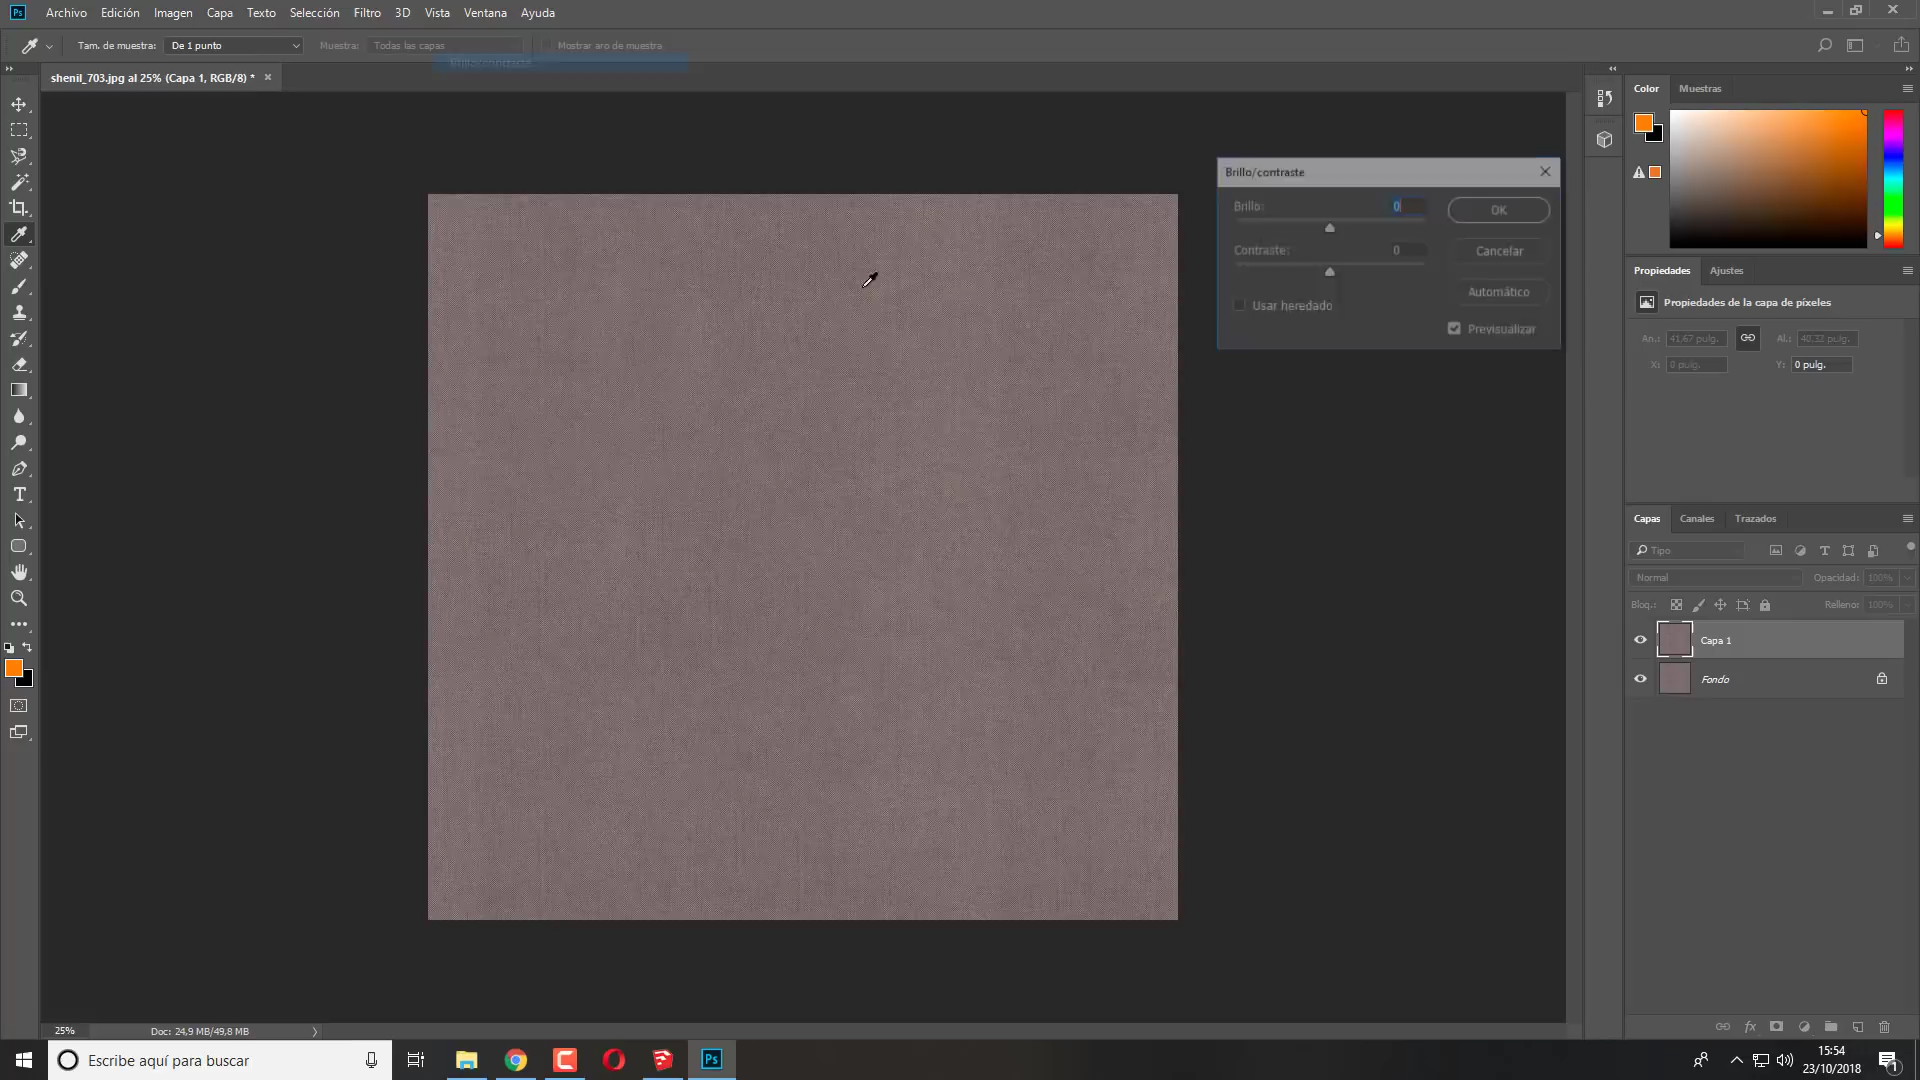 Ps Archivo Edición Imagen Capa Texto Selección Filtro 3D Vista Ventana Ayuda
Tam. de muestra: De 1 punto Muestra: Todas las capas Mostrar aro de muestra
Brillo/contraste...
shenil_703.jpg al 25% (Capa 1, RGB/8) * ×
Color Muestras
Brillo/contraste
Brillo: 0 OK
Contraste: 0 Cancelar
Automático
Usar heredado
Previsualizar
Propiedades Ajustes
Propiedades de la capa de píxeles
An.: 41,67 pulg. Al.: 40,32 pulg.
X: 0 pulg. Y: 0 pulg.
Capas Canales Trazados
Tipo
Normal Opacidad: 100%
Bloq.: Relleno: 100%
Capa 1
Fondo
25% Doc: 24,9 MB/49,8 MB
Escribe aquí para buscar
Ps
15:54
23/10/2018
1